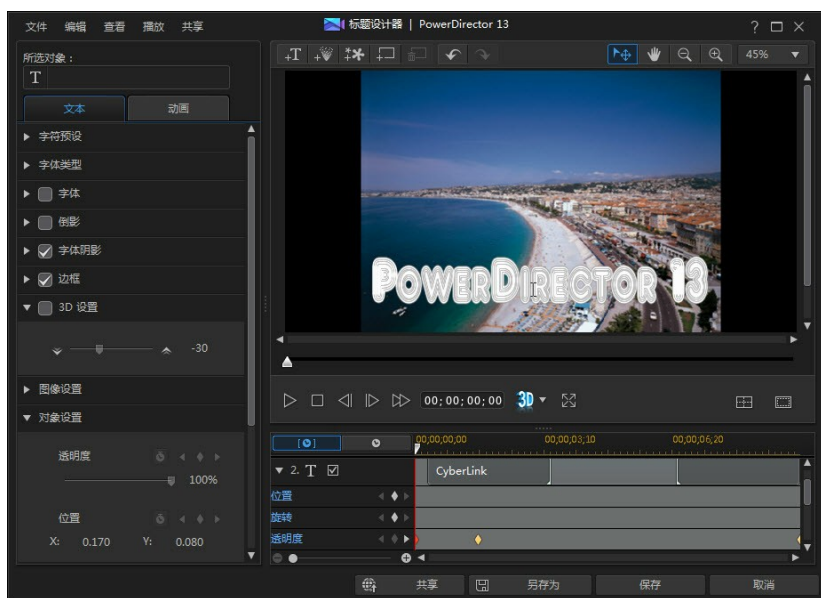 文件 编辑 查看 播放 共享
标题设计器 | PowerDirector 13
所选对象：
T
文本 动画
字符预设
字体类型
字体
倒影
字体阴影
边框
3D 设置
-30
图像设置
对象设置
透明度
100%
位置
X: 0.170 Y: 0.080
45%
POWERDIRECTOR 13
00;00;00;00 3D
00;00;00;00 00;00;03;10 00;00;06;20
2. T CyberLink
位置
旋转
透明度
共享 另存为 保存 取消